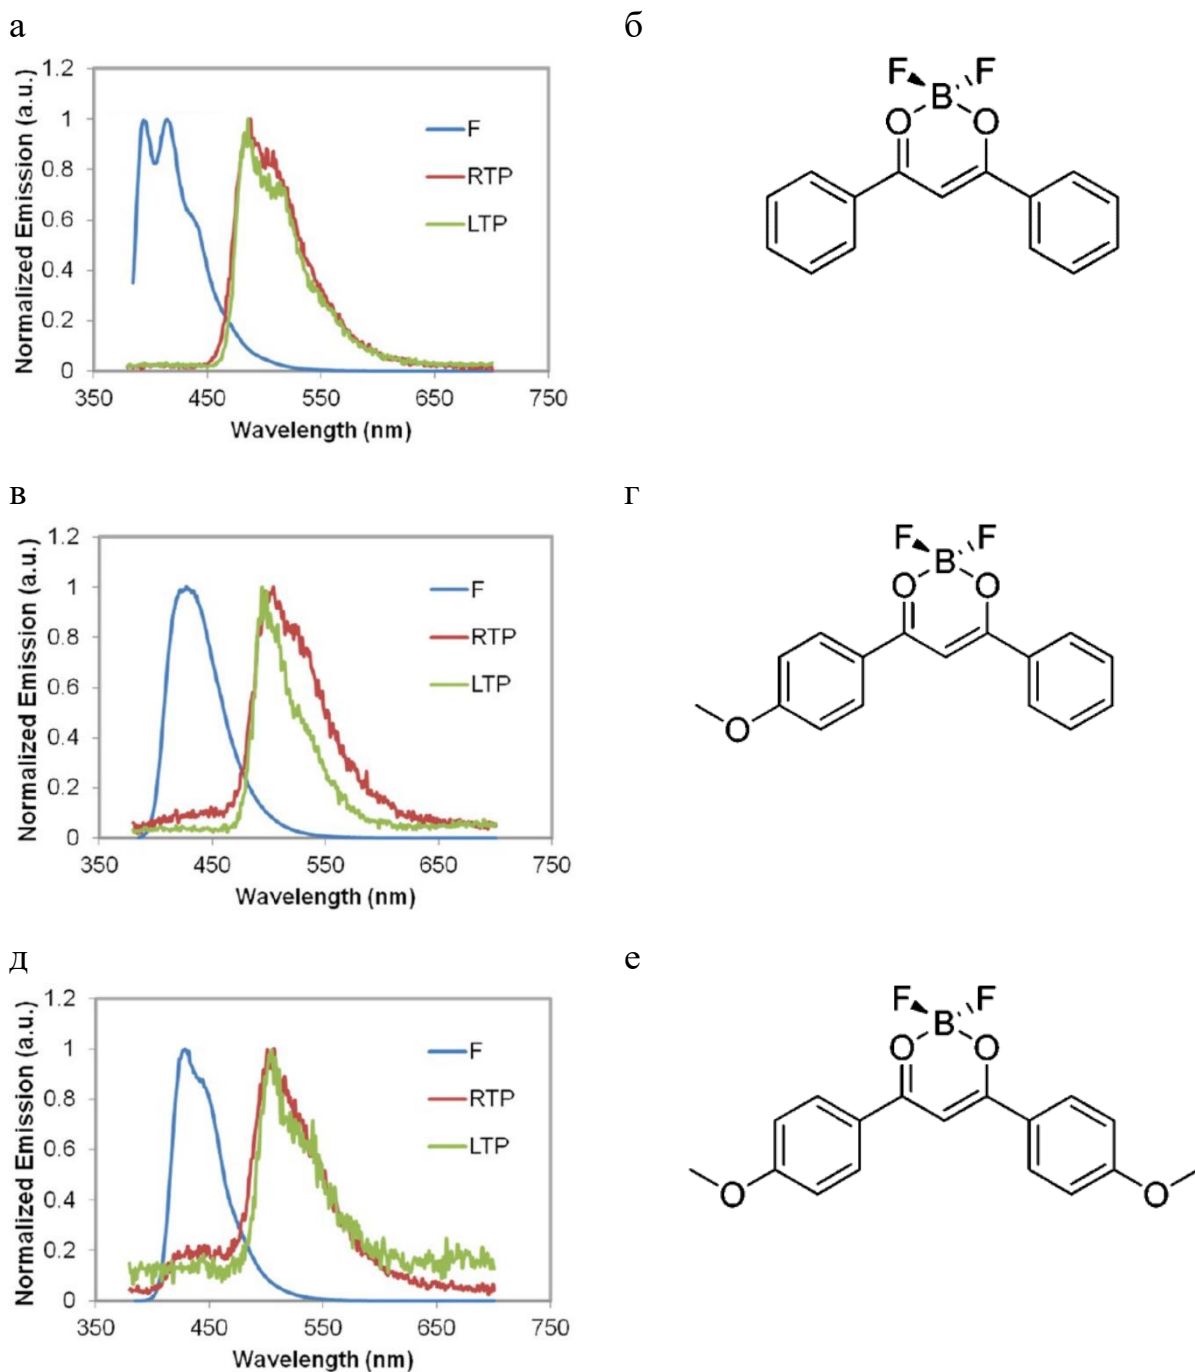 а
б
1.2
1
0.8
0.6
0.4
0.2
0
350 450 550 650 750
Normalized Emission (a.u.)
Wavelength (nm)
F
RTP
LTP
F F
B
O O
в
г
1.2
1
0.8
0.6
0.4
0.2
0
350 450 550 650 750
Normalized Emission (a.u.)
Wavelength (nm)
F
RTP
LTP
F F
B
O O
O
д
е
1.2
1
0.8
0.6
0.4
0.2
0
350 450 550 650 750
Normalized Emission (a.u.)
Wavelength (nm)
F
RTP
LTP
F F
B
O O
O O